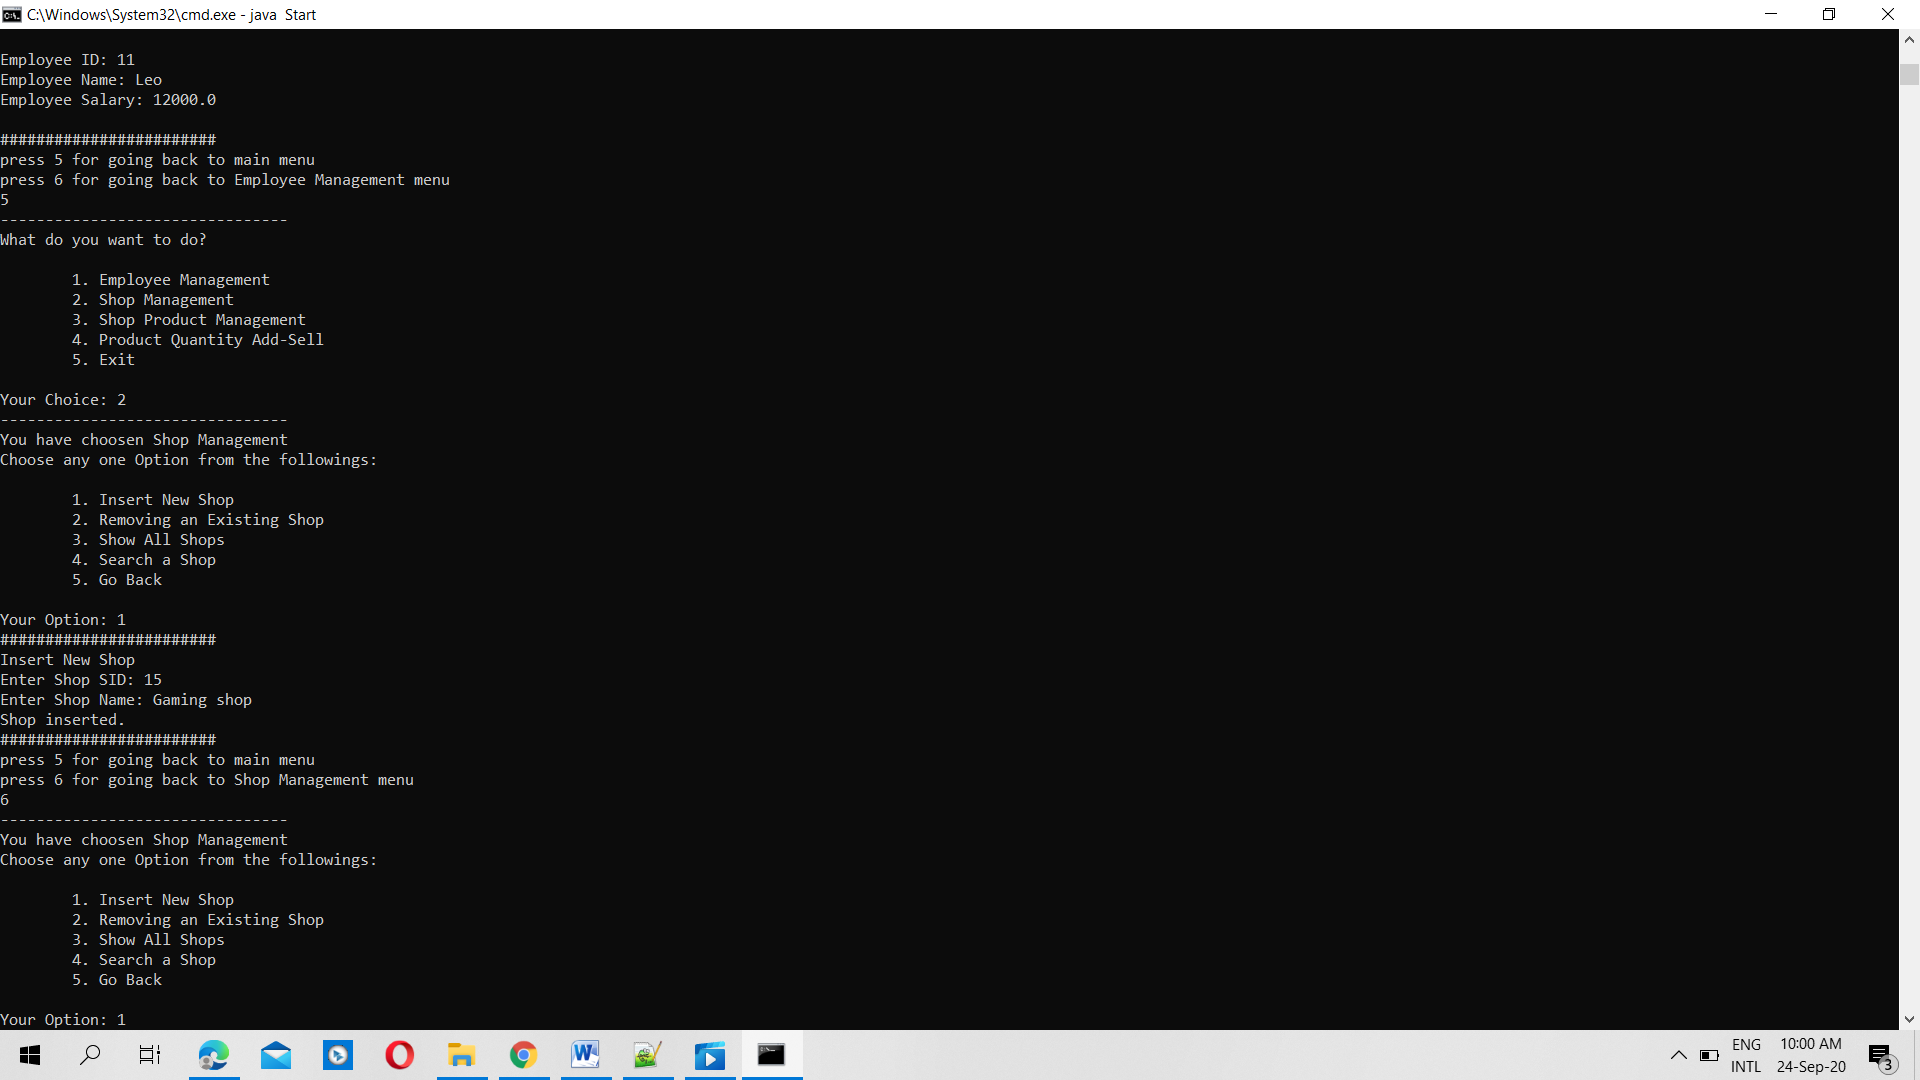 C:\Windows\System32\cmd.exe - java  Start
Employee ID: 11
Employee Name: Leo
Employee Salary: 12000.0
########################
press 5 for going back to main menu
press 6 for going back to Employee Management menu
5
--------------------------------
What do you want to do?
1. Employee Management
2. Shop Management
3. Shop Product Management
4. Product Quantity Add-Sell
5. Exit
Your Choice: 2
--------------------------------
You have choosen Shop Management
Choose any one Option from the followings:
1. Insert New Shop
2. Removing an Existing Shop
3. Show All Shops
4. Search a Shop
5. Go Back
Your Option: 1
########################
Insert New Shop
Enter Shop SID: 15
Enter Shop Name: Gaming shop
Shop inserted.
########################
press 5 for going back to main menu
press 6 for going back to Shop Management menu
6
--------------------------------
You have choosen Shop Management
Choose any one Option from the followings:
1. Insert New Shop
2. Removing an Existing Shop
3. Show All Shops
4. Search a Shop
5. Go Back
Your Option: 1
ENG 10:00 AM
INTL 24-Sep-20
3